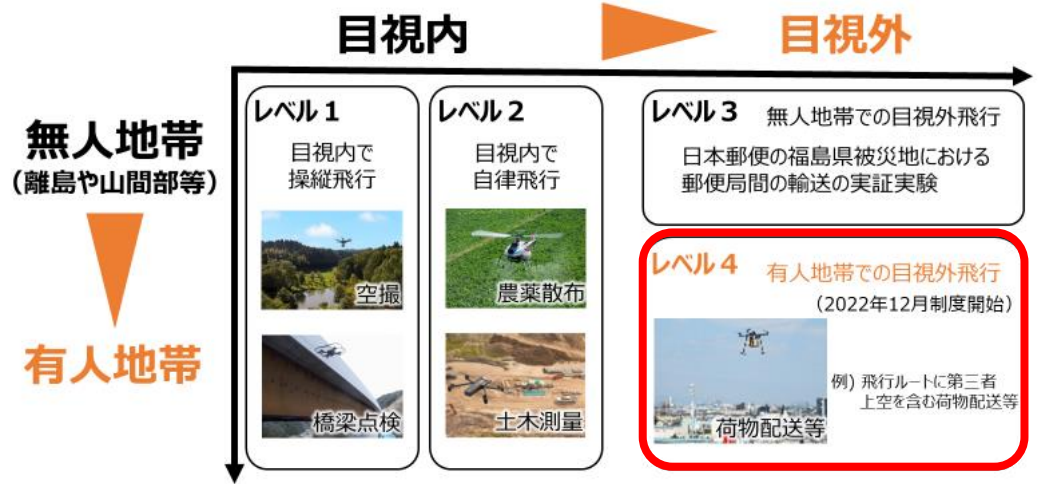 目視内
目視外
無人地帯
(離島や山間部等)
有人地帯
レベル1
目視内で
操縦飛行
空撮
橋梁点検
レベル2
目視内で
自律飛行
農薬散布
土木測量
レベル3 無人地帯での目視外飛行
日本郵便の福島県被災地における
郵便局間の輸送の実証実験
レベル4 有人地帯での目視外飛行
(2022年12月制度開始)
例) 飛行ルートに第三者
上空を含む荷物配送等
荷物配送等